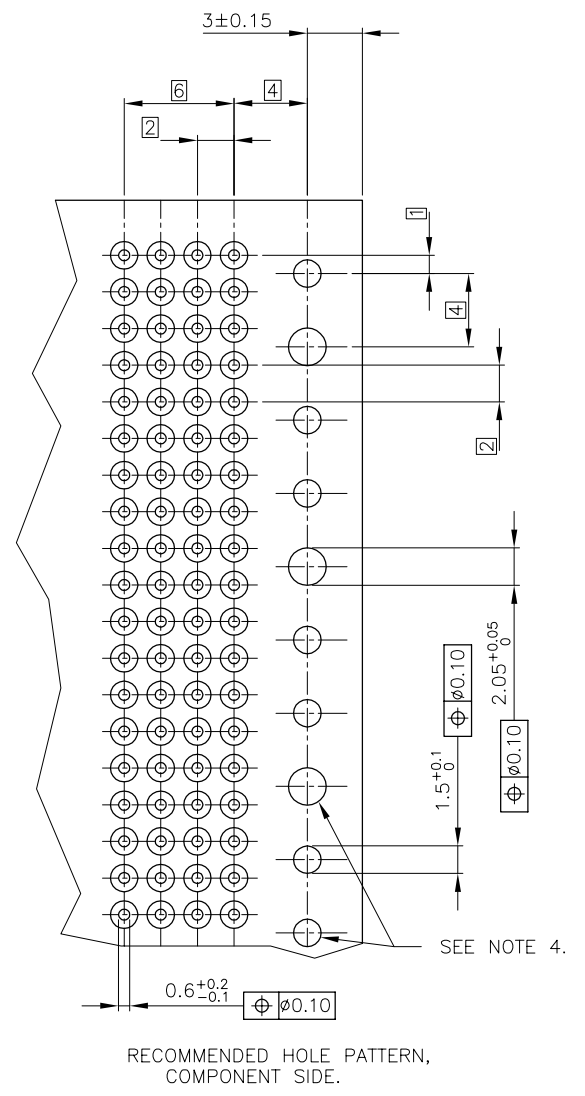 3±0.15
6
4
2
1
4
2
2.05 +0.05 0
⌖ ø0.10
1.5 +0.1 0
⌖ ø0.10
SEE NOTE 4.
0.6 +0.2 -0.1 ⌖ ø0.10
RECOMMENDED HOLE PATTERN,
COMPONENT SIDE.